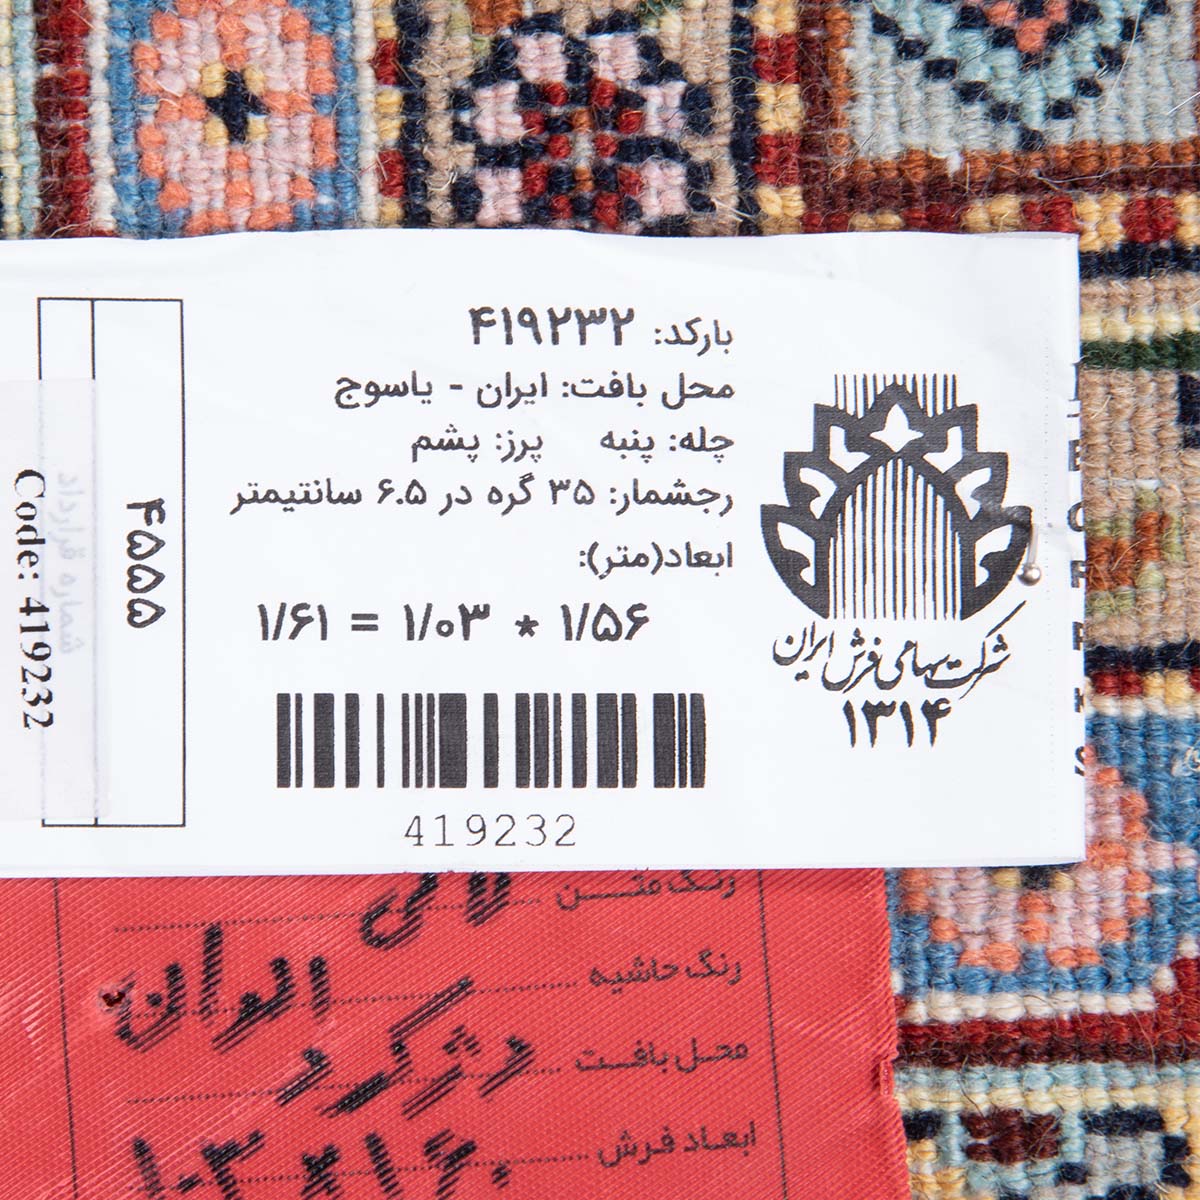 بارکد: ۴۱۹۲۳۲
محل بافت: ایران - یاسوج
چله: پنبه    پرز: پشم
رجشمار: ۳۵ گره در ۶.۵ سانتیمتر
ابعاد(متر):
۱/۵۶ * ۱/۰۳ = ۱/۶۱
419232
شرکت سهامی فرش ایران
۱۳۱۴
۴۵۵۵
شماره قرارداد
Code: 419232
رنگ متن
رنگ حاشیه الوان
محل بافت
ابعاد فرش